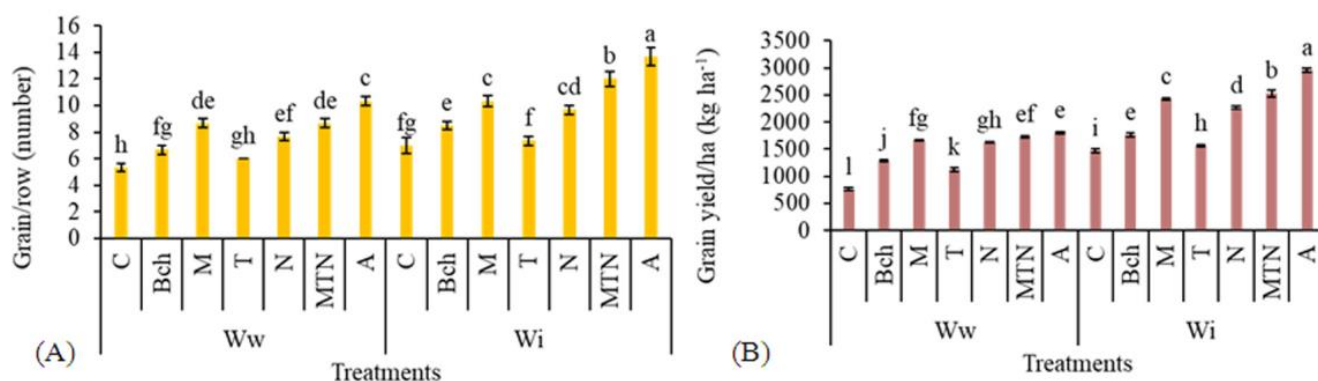 Grain/row (number)
16
14
12
10
8
6
4
2
0
h
fg
de
gh
ef
de
c
fg
e
c
f
cd
b
a
C
Bch
M
T
N
MTN
A
C
Bch
M
T
N
MTN
A
Ww
Wi
Treatments
(A)
Grain yield/ha (kg ha⁻¹)
3500
3000
2500
2000
1500
1000
500
0
l
j
fg
k
gh
ef
e
i
e
c
h
d
b
a
C
Bch
M
T
N
MTN
A
C
Bch
M
T
N
MTN
A
Ww
Wi
Treatments
(B)